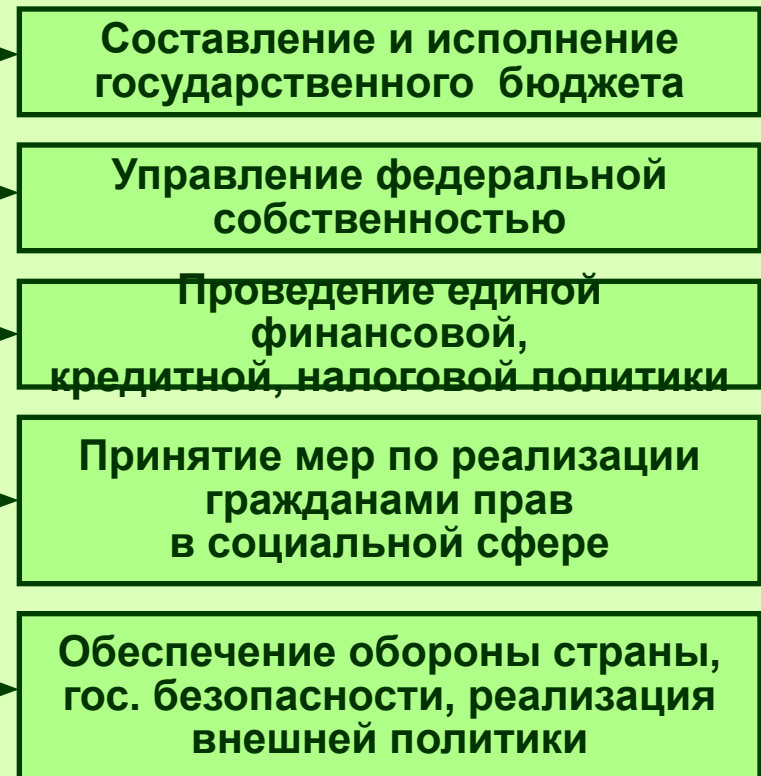 Составление и исполнение
государственного бюджета
Управление федеральной
собственностью
Проведение единой
финансовой,
кредитной, налоговой политики
Принятие мер по реализации
гражданами прав
в социальной сфере
Обеспечение обороны страны,
гос. безопасности, реализация
внешней политики